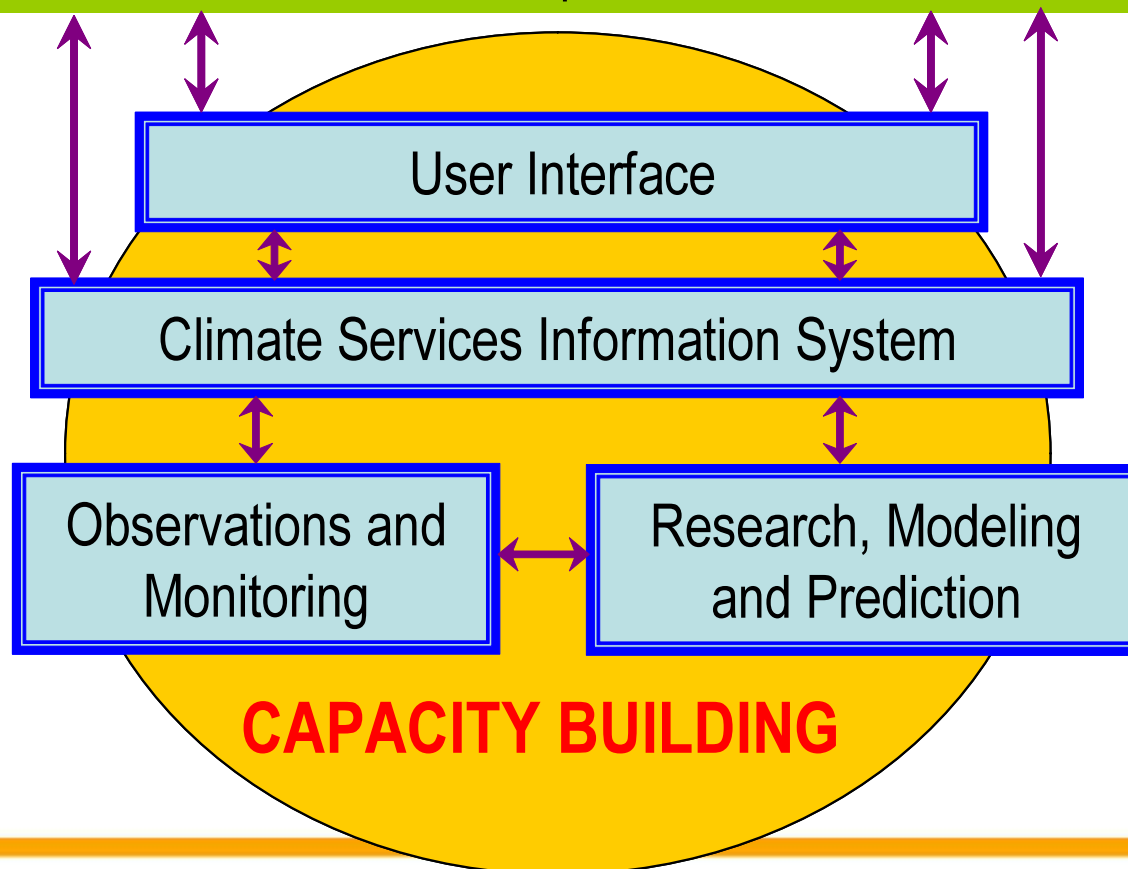 User Interface
Climate Services Information System
Observations and
Monitoring
Research, Modeling
and Prediction
CAPACITY BUILDING